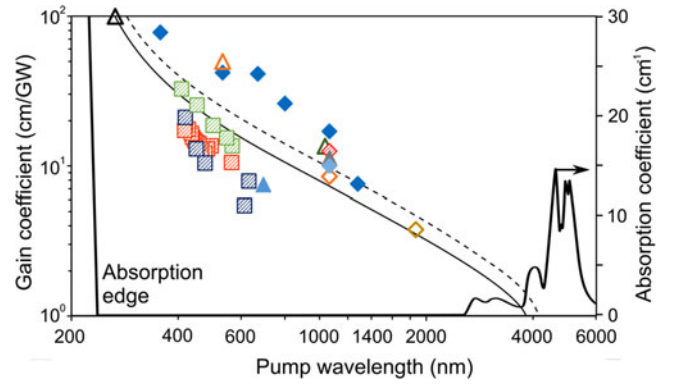 10²
10¹
10⁰
Gain coefficient (cm/GW)
30
20
10
0
Absorption coefficient (cm⁻¹)
Absorption
edge
200 400 600 1000 1400 2000 4000 6000
Pump wavelength (nm)